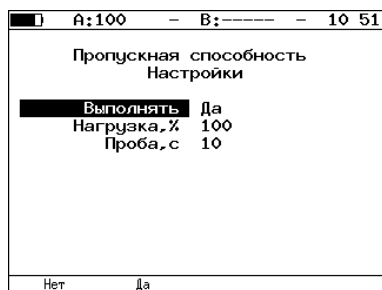 A:100 – B:----- – 10 51
Пропускная способность
Настройки
Выполнять Да
Нагрузка,% 100
Проба,с 10
Нет Да